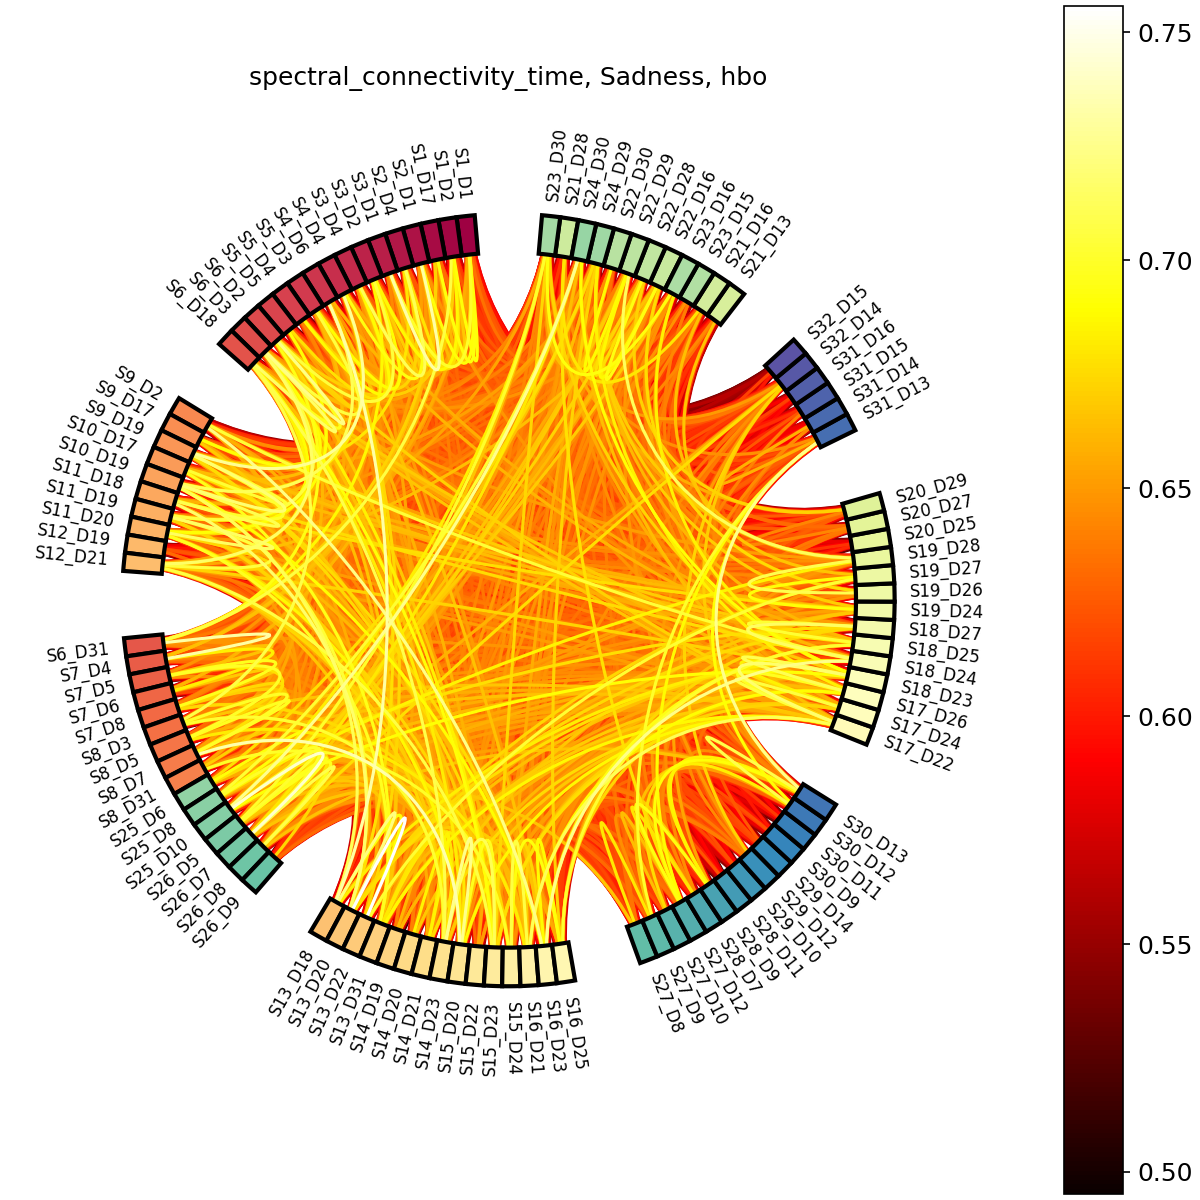 spectral_connectivity_time, Sadness, hbo
S1_D1
S1_D2
S1_D17
S2_D1
S2_D4
S3_D1
S3_D2
S3_D4
S4_D4
S4_D6
S5_D3
S5_D4
S5_D5
S6_D2
S6_D3
S6_D18
S9_D2
S9_D17
S9_D19
S10_D17
S10_D19
S11_D18
S11_D19
S11_D20
S12_D19
S12_D21
S6_D31
S7_D4
S7_D5
S7_D6
S7_D8
S8_D3
S8_D5
S8_D7
S8_D31
S25_D6
S25_D8
S25_D10
S26_D5
S26_D7
S26_D8
S26_D9
S13_D18
S13_D20
S13_D22
S13_D31
S14_D19
S14_D20
S14_D21
S14_D23
S15_D20
S15_D22
S15_D23
S15_D24
S16_D21
S16_D23
S16_D25
S27_D8
S27_D9
S27_D10
S27_D12
S28_D7
S28_D9
S28_D11
S29_D10
S29_D12
S29_D14
S30_D9
S30_D11
S30_D12
S30_D13
S17_D22
S17_D24
S17_D26
S18_D23
S18_D24
S18_D25
S18_D27
S19_D24
S19_D26
S19_D27
S19_D28
S20_D25
S20_D27
S20_D29
S31_D13
S31_D14
S31_D15
S31_D16
S32_D14
S32_D15
S21_D13
S21_D16
S23_D15
S23_D16
S22_D16
S22_D28
S22_D29
S22_D30
S24_D29
S24_D30
S21_D28
S23_D30
0.75
0.70
0.65
0.60
0.55
0.50